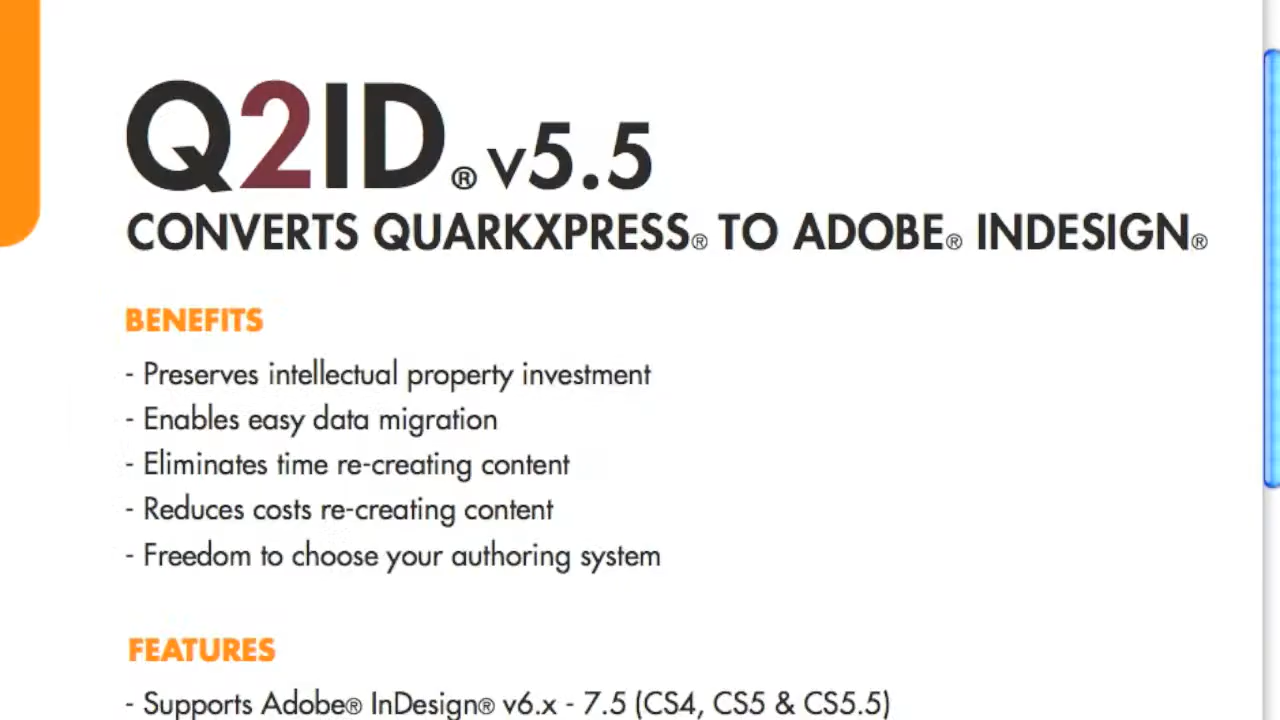 Q2ID® v5.5
CONVERTS QUARKXPRESS® TO ADOBE® INDESIGN®
BENEFITS
- Preserves intellectual property investment
- Enables easy data migration
- Eliminates time re-creating content
- Reduces costs re-creating content
- Freedom to choose your authoring system
FEATURES
- Supports Adobe® InDesign® v6.x - 7.5 (CS4, CS5 & CS5.5)